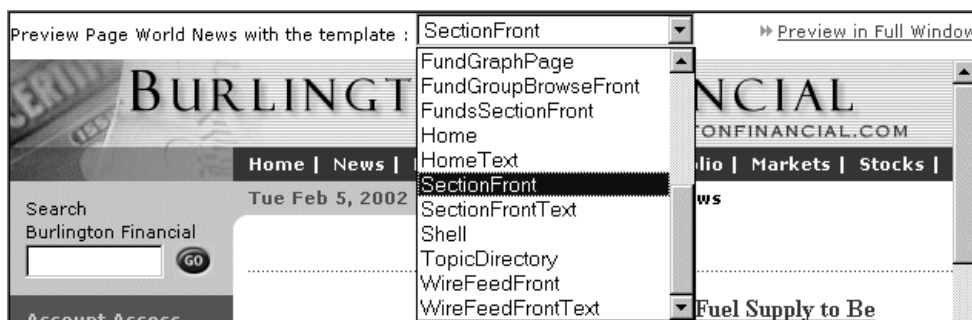 Preview Page World News with the template : SectionFront Preview in Full Window
FundGraphPage
FundGroupBrowseFront
FundsSectionFront
Home
HomeText
SectionFront
SectionFrontText
Shell
TopicDirectory
WireFeedFront
WireFeedFrontText
BURLINGT NCIAL
TONFINANCIAL.COM
Home | News | lio | Markets | Stocks |
Tue Feb 5, 2002 ws
Search
Burlington Financial
GO
Account Access
Fuel Supply to Be